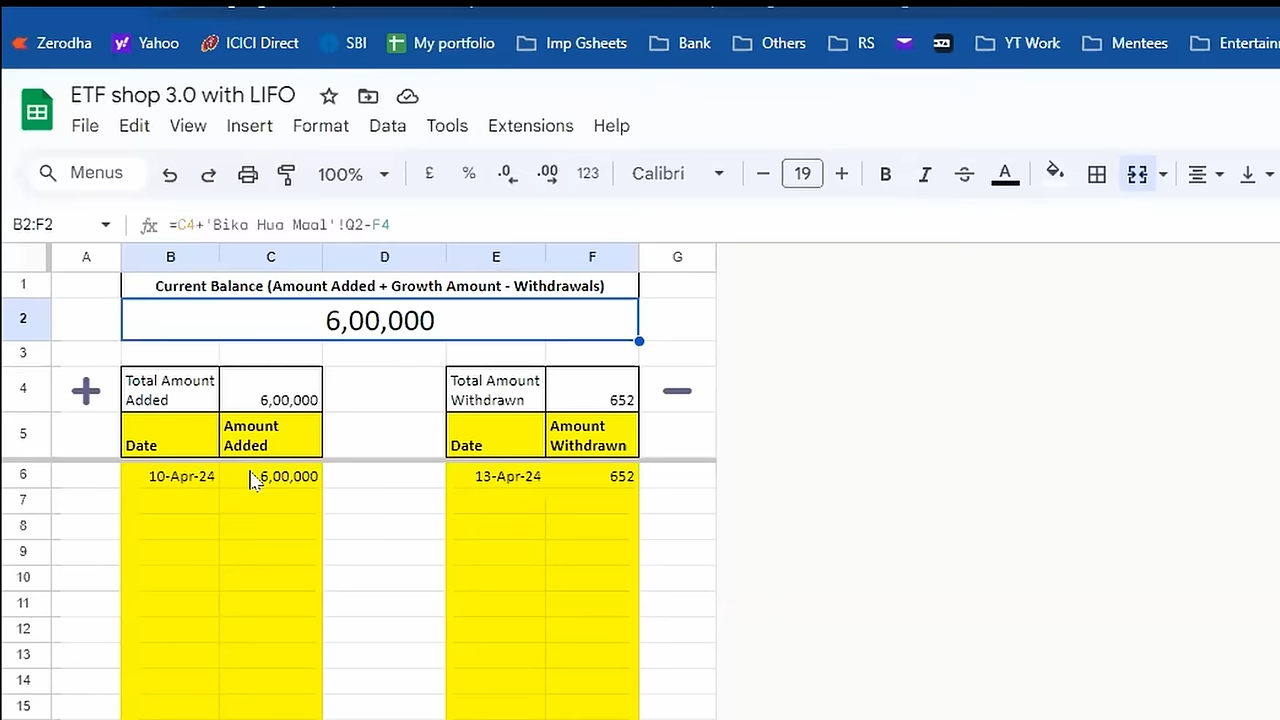 Zerodha Yahoo ICICI Direct SBI My portfolio Imp Gsheets Bank Others RS YT Work Mentees
ETF shop 3.0 with LIFO
File Edit View Insert Format Data Tools Extensions Help
Menus 100% £ % .0 .00 123 Calibri 19 B I A
B2:F2 fx =C4+'Bika Hua Maal'!Q2-F4
A B C D E F G
1 Current Balance (Amount Added + Growth Amount - Withdrawals)
2 6,00,000
3
4 Total Amount Added 6,00,000 Total Amount Withdrawn 652
5 Date Amount Added Date Amount Withdrawn
6 10-Apr-24 6,00,000 13-Apr-24 652
7
8
9
10
11
12
13
14
15